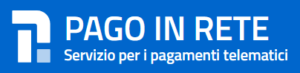 PAGO IN RETE
Servizio per i pagamenti telematici